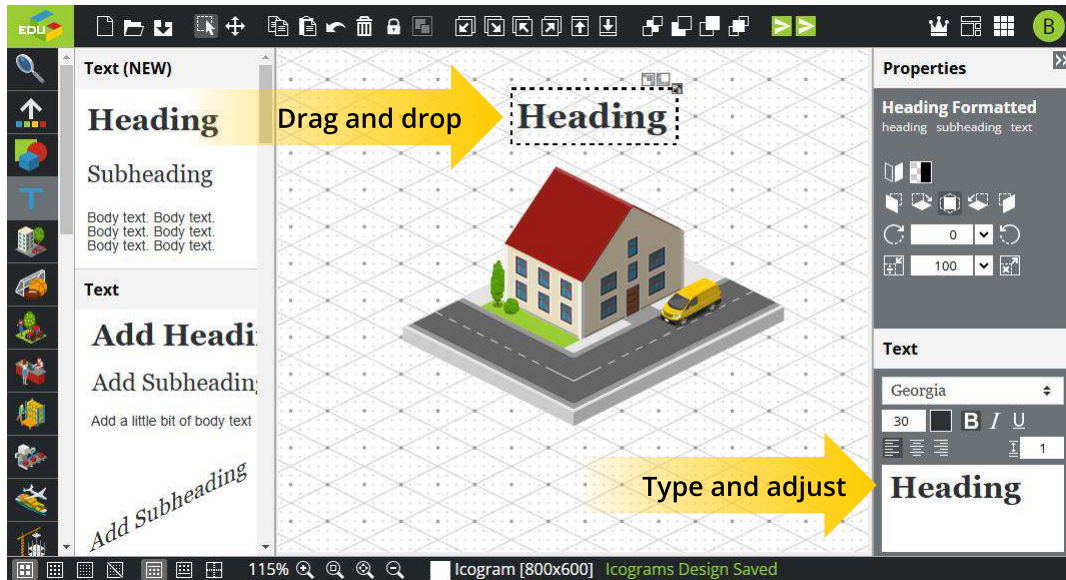 EDU
B
Text (NEW)
Heading
Subheading
Body text. Body text.
Body text. Body text.
Body text. Body text.
Text
Add Headi
Add Subheading
Add a little bit of body text
Add Subheading
Drag and drop
Heading
Type and adjust
Properties
Heading Formatted
heading subheading text
0
100
Text
Georgia
30 B I U
1
Heading
115% Icogram [800x600] Icograms Design Saved